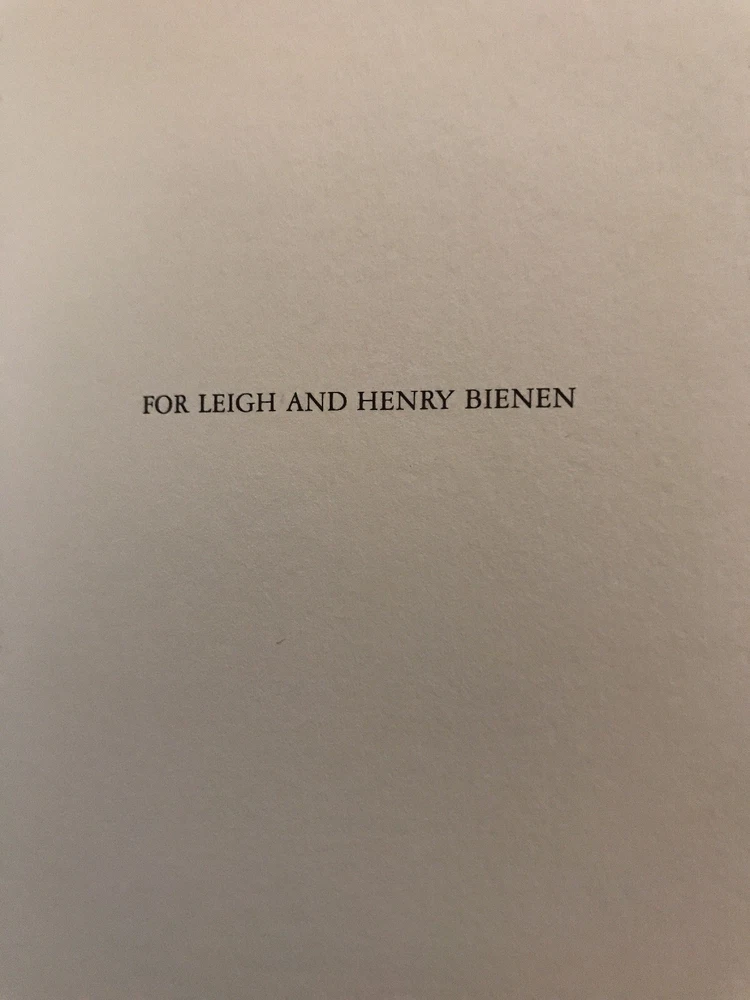 FOR LEIGH AND HENRY BIENEN